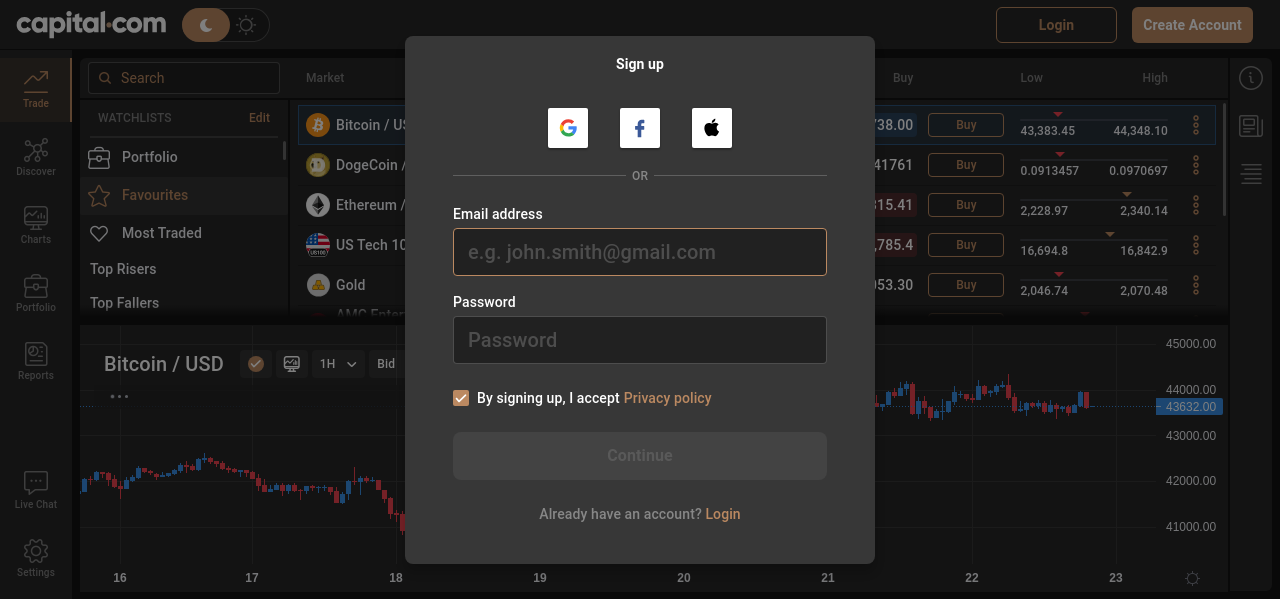 capital.com
Login
Create Account
Sign up
Search
Market
Buy
Low
High
Trade
WATCHLISTS
Edit
Bitcoin / US
738.00
Buy
43,383.45
44,348.10
Portfolio
OR
DogeCoin /
41761
Buy
0.0913457
0.0970697
Discover
Favourites
Email address
Ethereum /
315.41
Buy
2,228.97
2,340.14
Most Traded
e.g. john.smith@gmail.com
US Tech 10
,785.4
Buy
16,694.8
16,842.9
Charts
Top Risers
Gold
053.30
Buy
2,046.74
2,070.48
Portfolio
Top Fallers
Password
Password
Bitcoin / USD
1H
Bid
45000.00
Reports
By signing up, I accept Privacy policy
44000.00
43632.00
43000.00
Continue
42000.00
Live Chat
Already have an account? Login
41000.00
Settings
16
17
18
19
20
21
22
23